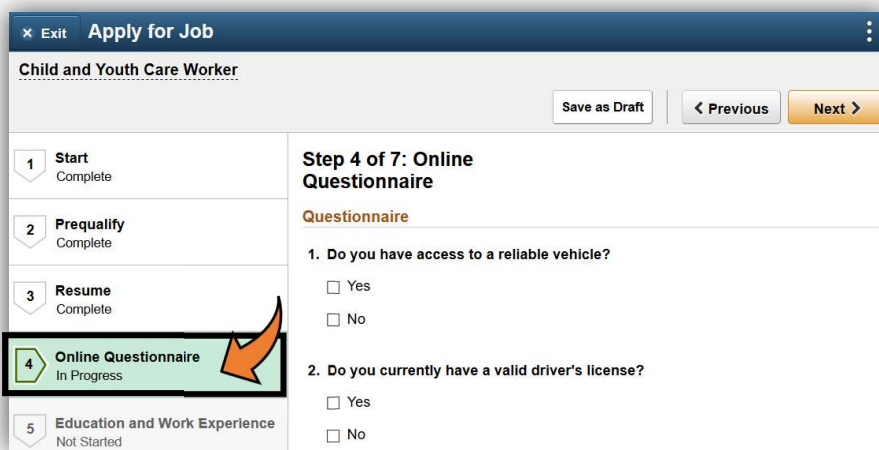 × Exit Apply for Job
Child and Youth Care Worker
Save as Draft < Previous Next >
1 Start
Complete
2 Prequalify
Complete
3 Resume
Complete
4 Online Questionnaire
In Progress
5 Education and Work Experience
Not Started
Step 4 of 7: Online
Questionnaire
Questionnaire
1. Do you have access to a reliable vehicle?
Yes
No
2. Do you currently have a valid driver's license?
Yes
No